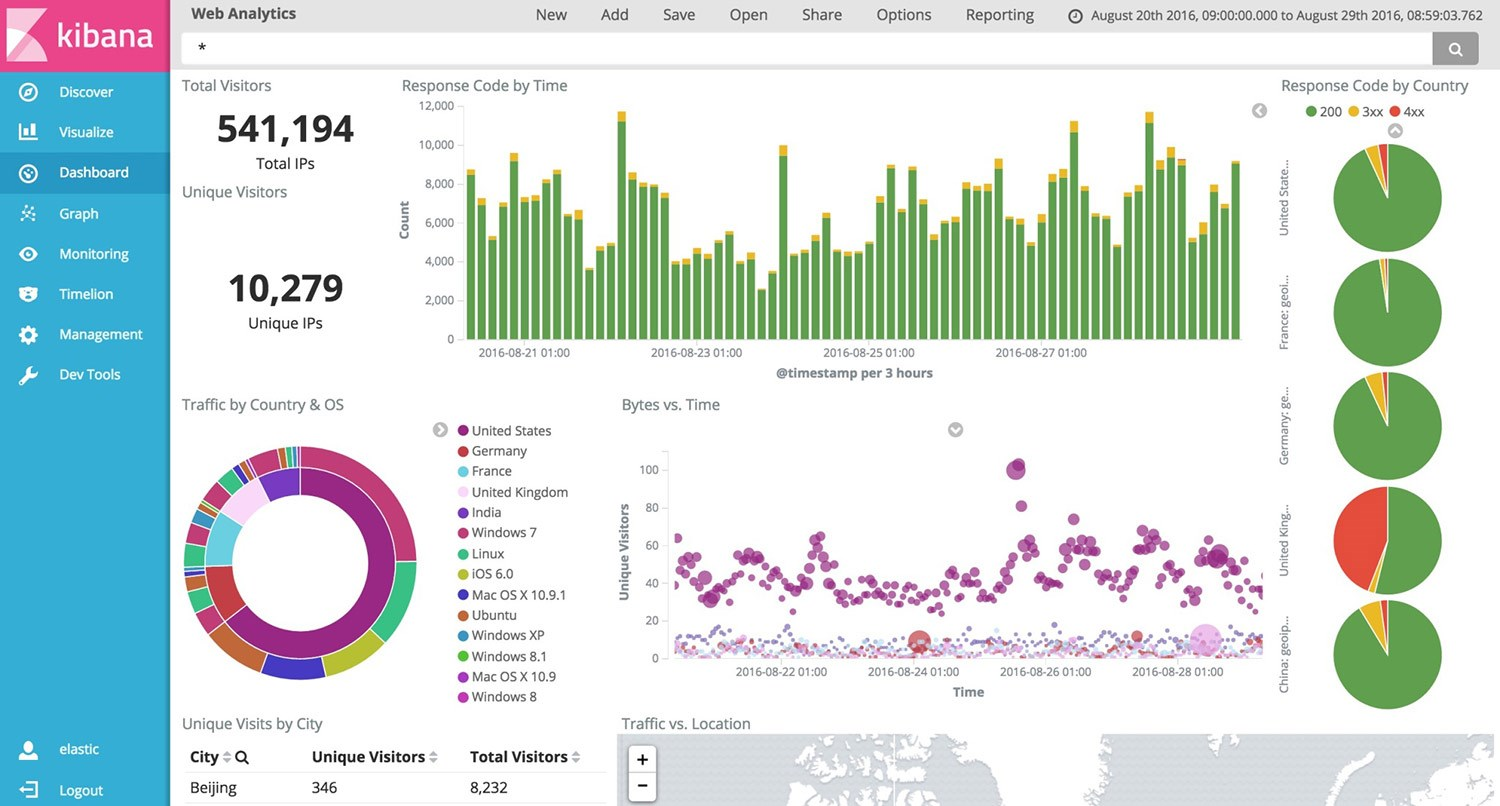 kibana
Discover
Visualize
Dashboard
Graph
Monitoring
Timelion
Management
Dev Tools
elastic
Logout
Web Analytics
New Add Save Open Share Options Reporting August 20th 2016, 09:00:00.000 to August 29th 2016, 08:59:03.762
*
Total Visitors
541,194
Total IPs
Unique Visitors
10,279
Unique IPs
Response Code by Time
12,000
10,000
8,000
6,000
4,000
2,000
0
Count
2016-08-21 01:00 2016-08-23 01:00 2016-08-25 01:00 2016-08-27 01:00
@timestamp per 3 hours
Response Code by Country
200 3xx 4xx
United State...
France: geoi...
Germany: ge...
United King...
China: geoip...
Traffic by Country & OS
United States
Germany
France
United Kingdom
India
Windows 7
Linux
iOS 6.0
Mac OS X 10.9.1
Ubuntu
Windows XP
Windows 8.1
Mac OS X 10.9
Windows 8
Bytes vs. Time
100
80
60
40
20
0
Unique Visitors
2016-08-22 01:00 2016-08-24 01:00 2016-08-26 01:00 2016-08-28 01:00
Time
Unique Visits by City
City Unique Visitors Total Visitors
Beijing 346 8,232
Traffic vs. Location
+
−